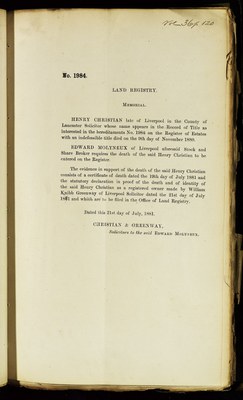 No. 1984.
LAND REGISTRY.
MEMORIAL.
HENRY CHRISTIAN late of Liverpool in the County of
Lancaster Solicitor whose name appears in the Record of Title as
interested in the hereditaments No. 1984 on the Register of Estates
with an indefeasible title died on the 8th day of November 1880.
EDWARD MOLYNEUX of Liverpool aforesaid Stock and
Share Broker requires the death of the said Henry Christian to be
entered on the Register.
The evidence in support of the death of the said Henry Christian
consists of a certificate of death dated the 16th day of July 1881 and
the statutory declaration in proof of the death and of identity of
the said Henry Christian as a registered owner made by William
Greenway of Liverpool Solicitor dated the 21st day of July
1881 and which are to be filed in the Office of Land Registry.
Dated this 21st day of July, 1881.
CHRISTIAN & GREENWAY,
Solicitors to the said EDWARD MOLYNEUX.